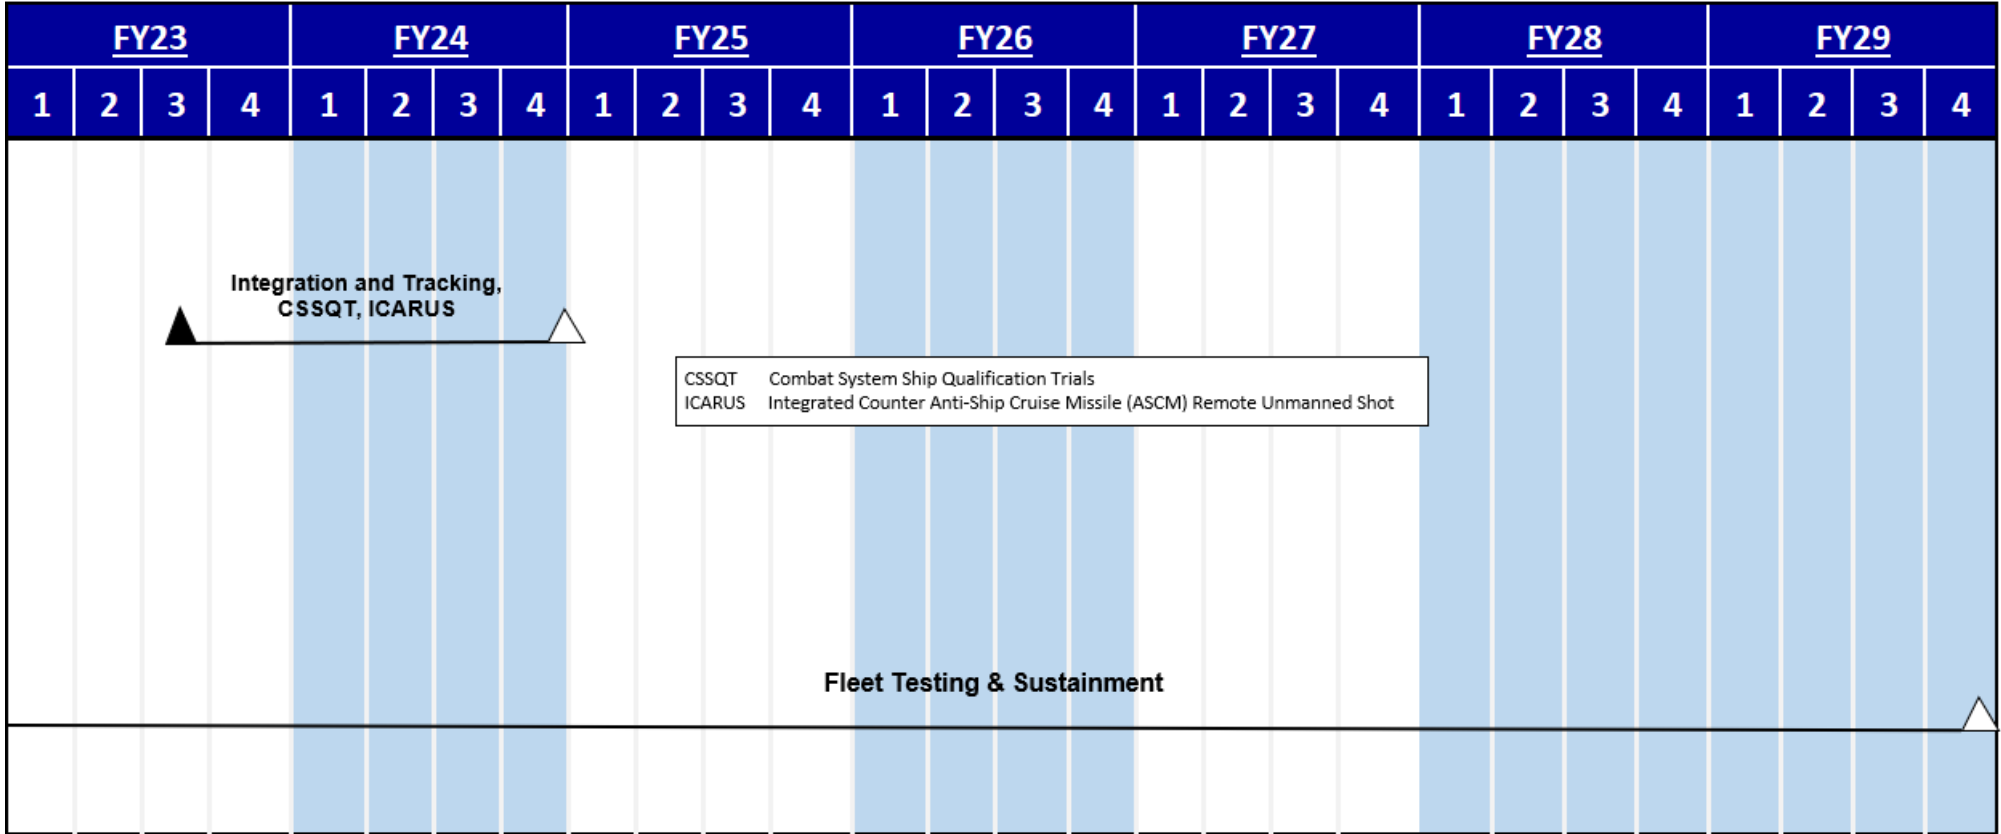 FY23 FY24 FY25 FY26 FY27 FY28 FY29
1 2 3 4 1 2 3 4 1 2 3 4 1 2 3 4 1 2 3 4 1 2 3 4 1 2 3 4
Integration and Tracking,
CSSQT, ICARUS
CSSQT Combat System Ship Qualification Trials
ICARUS Integrated Counter Anti-Ship Cruise Missile (ASCM) Remote Unmanned Shot
Fleet Testing & Sustainment